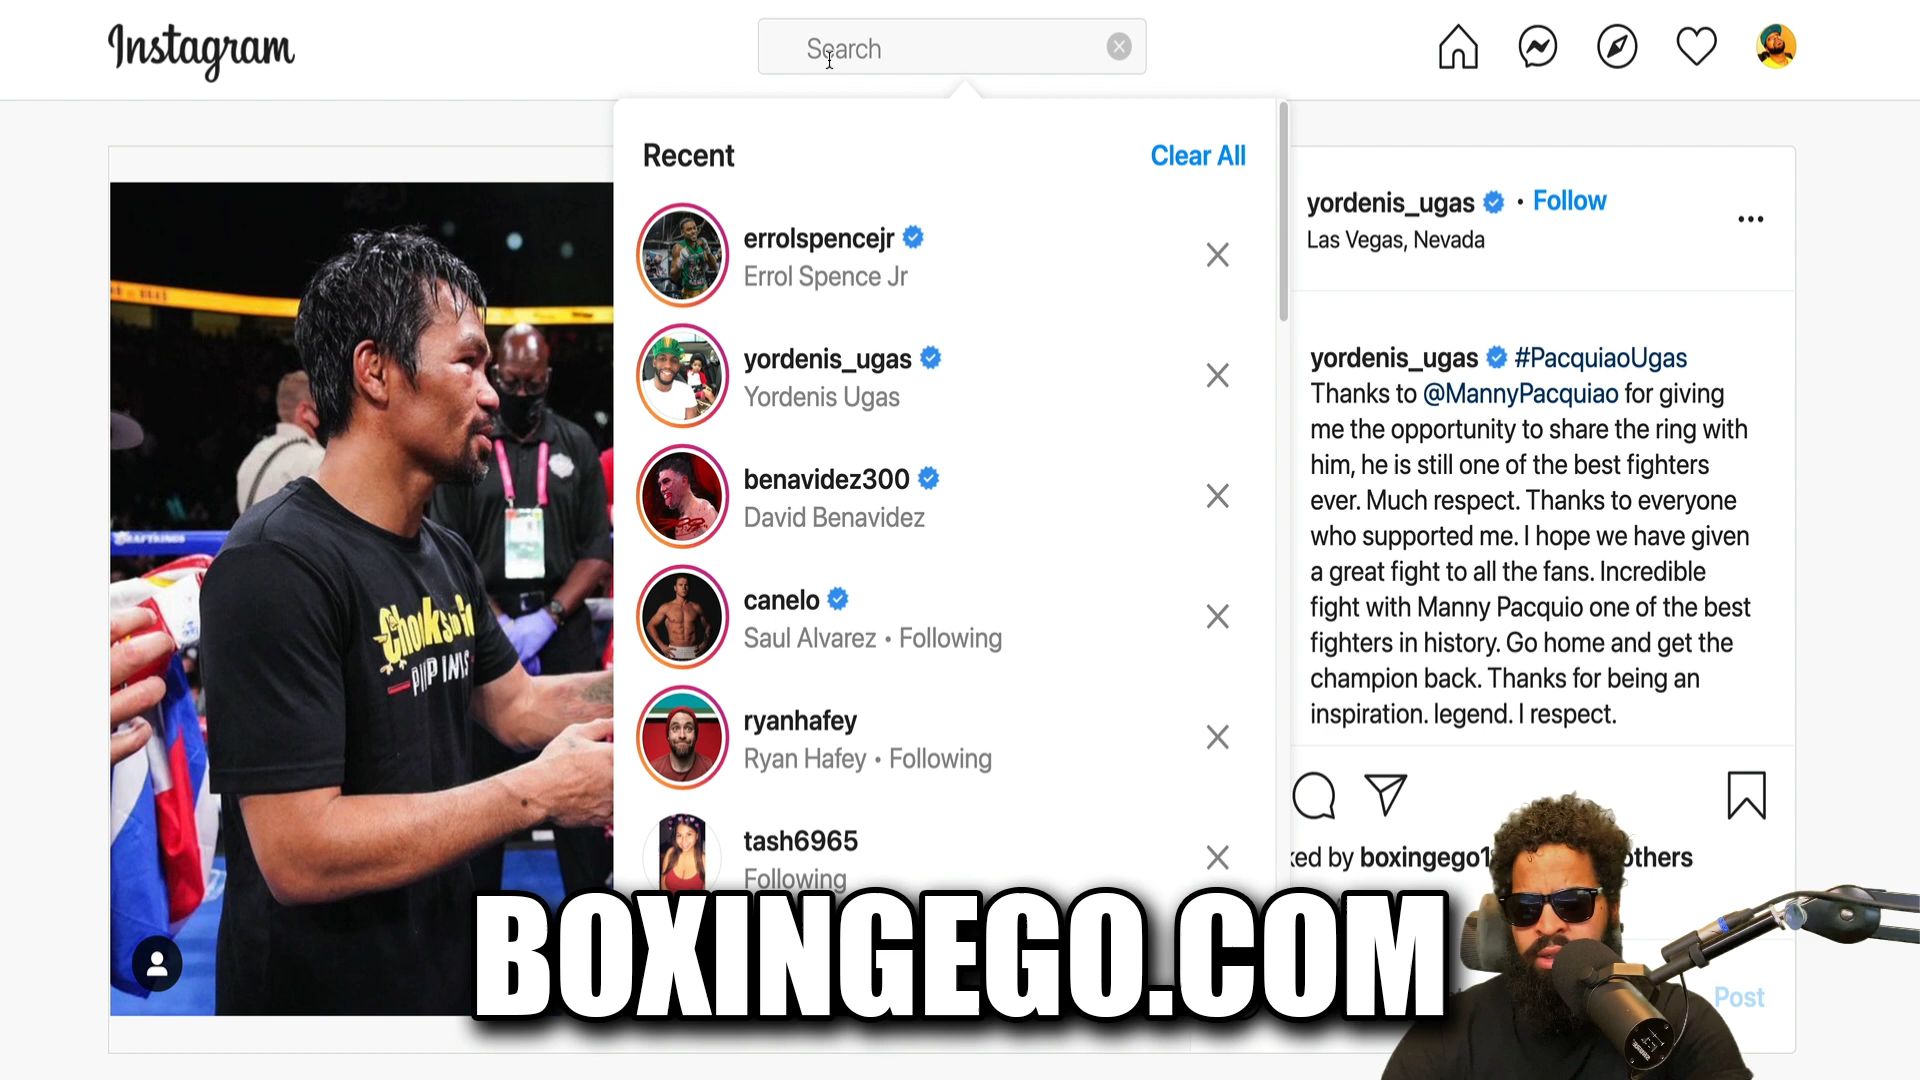 Instagram
Search
Recent
Clear All
errolspencejr
Errol Spence Jr
yordenis_ugas
Yordenis Ugas
benavidez300
David Benavidez
canelo
Saul Alvarez • Following
ryanhafey
Ryan Hafey • Following
tash6965
Following
yordenis_ugas • Follow
Las Vegas, Nevada
yordenis_ugas #PacquiaoUgas
Thanks to @MannyPacquiao for giving
me the opportunity to share the ring with
him, he is still one of the best fighters
ever. Much respect. Thanks to everyone
who supported me. I hope we have given
a great fight to all the fans. Incredible
fight with Manny Pacquio one of the best
fighters in history. Go home and get the
champion back. Thanks for being an
inspiration. legend. I respect.
ked by boxingego1 others
Post
BOXINGEGO.COM